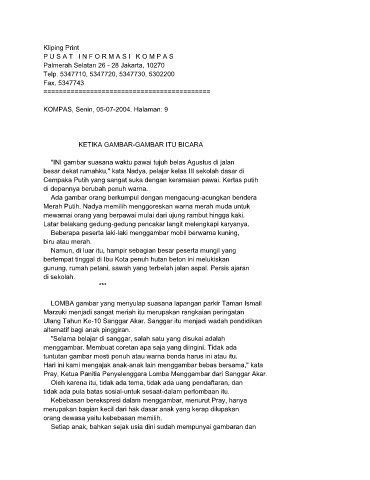 Kliping Print
P U S A T   I N F O R M A S I   K O M P A S
Palmerah Selatan 26 - 28 Jakarta, 10270
Telp. 5347710, 5347720, 5347730, 5302200
Fax. 5347743
=============================================
KOMPAS, Senin, 05-07-2004. Halaman: 9
KETIKA GAMBAR-GAMBAR ITU BICARA
"INI gambar suasana waktu pawai tujuh belas Agustus di jalan
besar dekat rumahku," kata Nadya, pelajar kelas III sekolah dasar di
Cempaka Putih yang sangat suka dengan keramaian pawai. Kertas putih
di depannya berubah penuh warna.
Ada gambar orang berkumpul dengan mengacung-acungkan bendera
Merah Putih. Nadya memilih menggoreskan warna merah muda untuk
mewarnai orang yang berpawai mulai dari ujung rambut hingga kaki.
Latar belakang gedung-gedung pencakar langit melengkapi karyanya.
Beberapa peserta laki-laki menggambar mobil berwarna kuning,
biru atau merah.
Namun, di luar itu, hampir sebagian besar peserta mungil yang
bertempat tinggal di Ibu Kota penuh hutan beton ini melukiskan
gunung, rumah petani, sawah yang terbelah jalan aspal. Persis ajaran
di sekolah.
***
LOMBA gambar yang menyulap suasana lapangan parkir Taman Ismail
Marzuki menjadi sangat meriah itu merupakan rangkaian peringatan
Ulang Tahun Ke-10 Sanggar Akar. Sanggar itu menjadi wadah pendidikan
alternatif bagi anak pinggiran.
"Selama belajar di sanggar, salah satu yang disukai adalah
menggambar. Membuat coretan apa saja yang diingini. Tidak ada
tuntutan gambar mesti penuh atau warna bonda harus ini atau itu.
Hari ini kami mengajak anak-anak lain menggambar bebas bersama," kata
Pray, Ketua Panitia Penyelenggara Lomba Menggambar dari Sanggar Akar.
Oleh karena itu, tidak ada tema, tidak ada uang pendaftaran, dan
tidak ada pula batas sosial-untuk sesaat-dalam perlombaan itu.
Kebebasan berekspresi dalam menggambar, menurut Pray, hanya
merupakan bagian kecil dari hak dasar anak yang kerap dilupakan
orang dewasa yaitu kebebasan memilih.
Setiap anak, bahkan sejak usia dini sudah mempunyai gambaran dan